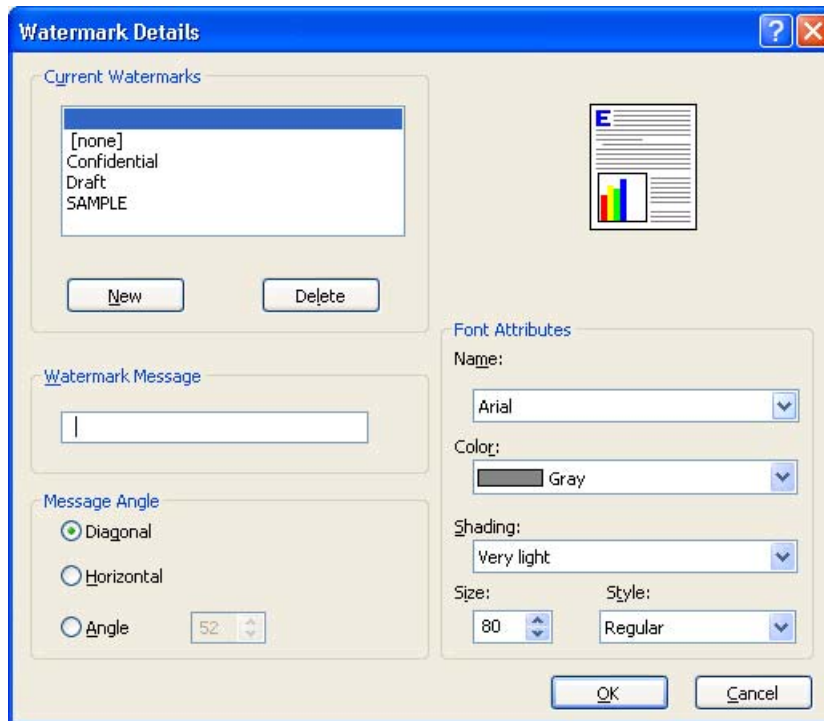 Watermark Details
Current Watermarks
[none]
Confidential
Draft
SAMPLE
New
Delete
E
Watermark Message
Message Angle
Diagonal
Horizontal
Angle
52
Font Attributes
Name:
Arial
Color:
Gray
Shading:
Very light
Size:
Style:
80
Regular
OK
Cancel